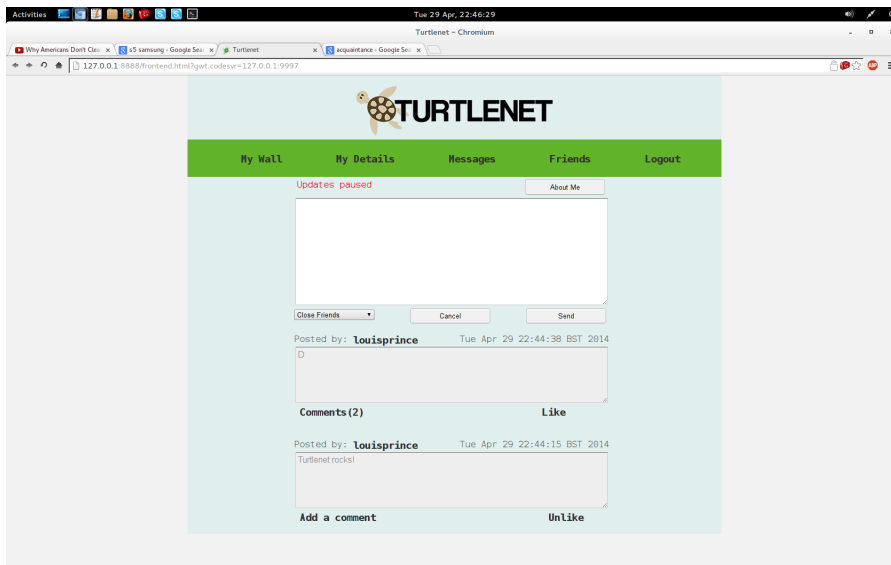 Activities Tue 29 Apr, 22:46:29
Turtlenet - Chromium
Why Americans Don't s5 samsung - Google Sea Turtlenet acquaintance - Google Sea
127.0.0.1:8888/frontend.html?gwt.codesvr=127.0.0.1:9997
TURTLENET
My Wall My Details Messages Friends Logout
Updates paused About Me
Close Friends Cancel Send
Posted by: louisprince Tue Apr 29 22:44:38 BST 2014
D
Comments(2) Like
Posted by: louisprince Tue Apr 29 22:44:15 BST 2014
Turtlenet rocks!
Add a comment Unlike